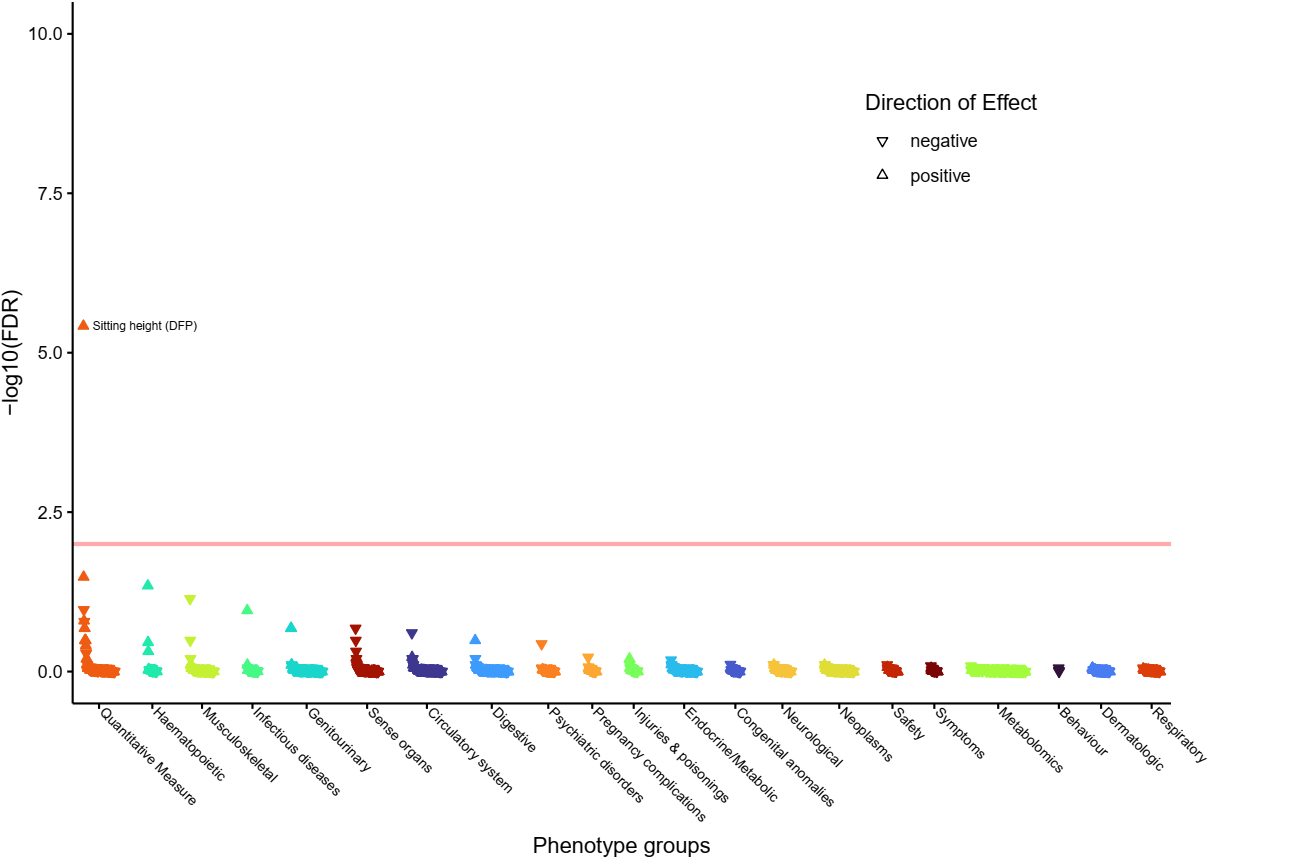 10.0
7.5
5.0
2.5
0.0
−log10(FDR)
Direction of Effect
negative
positive
Sitting height (DFP)
Quantitative Measure
Haematopoietic
Musculoskeletal
Infectious diseases
Genitourinary
Sense organs
Circulatory system
Digestive
Psychiatric disorders
Pregnancy complications
Injuries & poisonings
Endocrine/Metabolic
Congenital anomalies
Neurological
Neoplasms
Safety
Symptoms
Metabolomics
Behaviour
Dermatologic
Respiratory
Phenotype groups